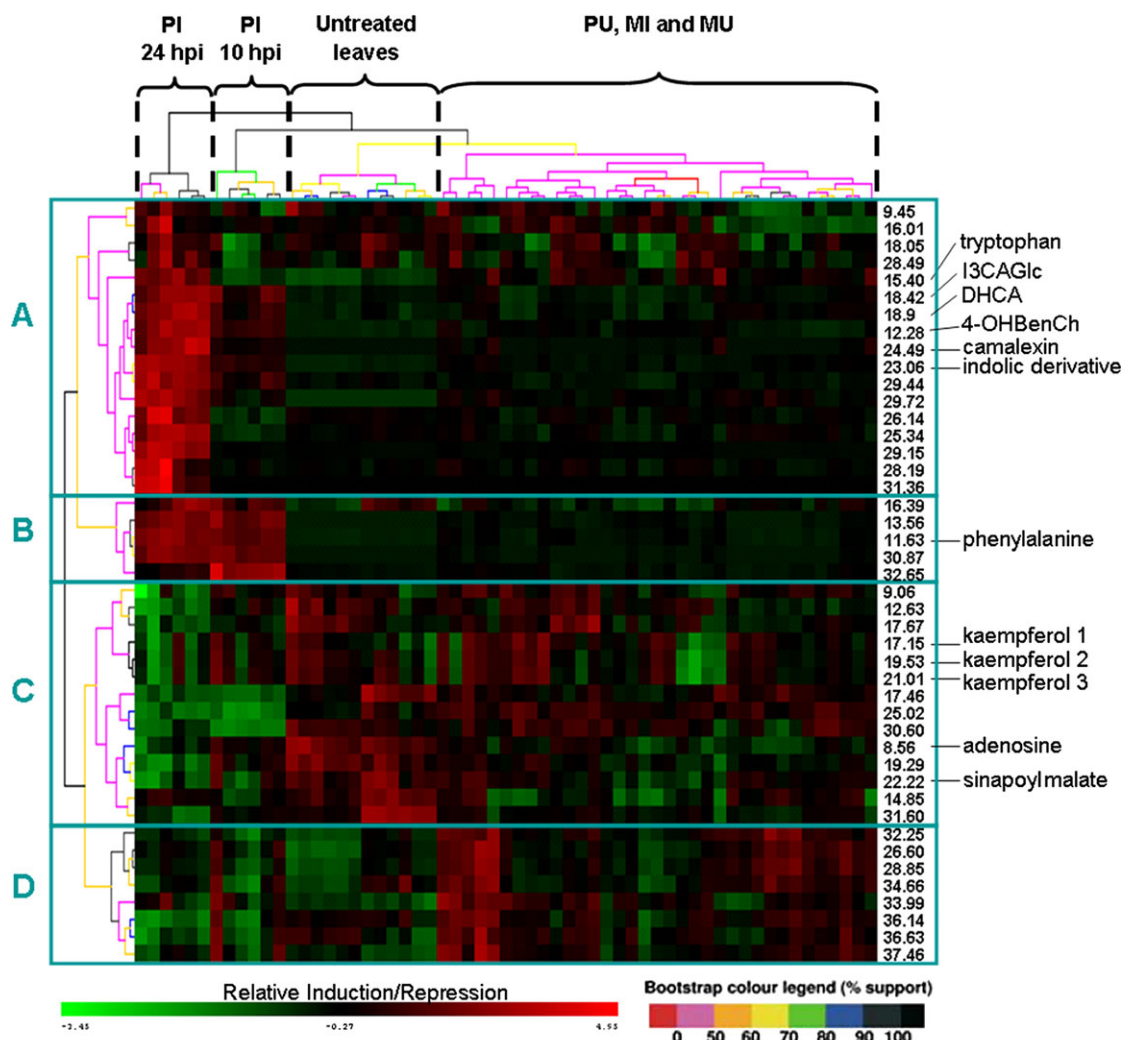 PI PI Untreated PU, MI and MU
24 hpi 10 hpi leaves
A
9.45
16.01
18.05
28.49
15.40
18.42
18.9
12.28
24.49
23.06
29.44
29.72
26.14
25.34
29.15
28.19
31.36
tryptophan
I3CAGlc
DHCA
4-OHBenCh
camalexin
indolic derivative
B
16.39
13.56
11.63
30.87
32.65
phenylalanine
C
9.06
12.63
17.67
17.15
19.53
21.01
17.46
25.02
30.60
8.56
19.29
22.22
14.85
31.60
kaempferol 1
kaempferol 2
kaempferol 3
adenosine
sinapoylmalate
D
32.25
26.60
28.85
34.66
33.99
36.14
36.63
37.46
Relative Induction/Repression
-0.27
Bootstrap colour legend (% support)
0 50 60 70 80 90 100